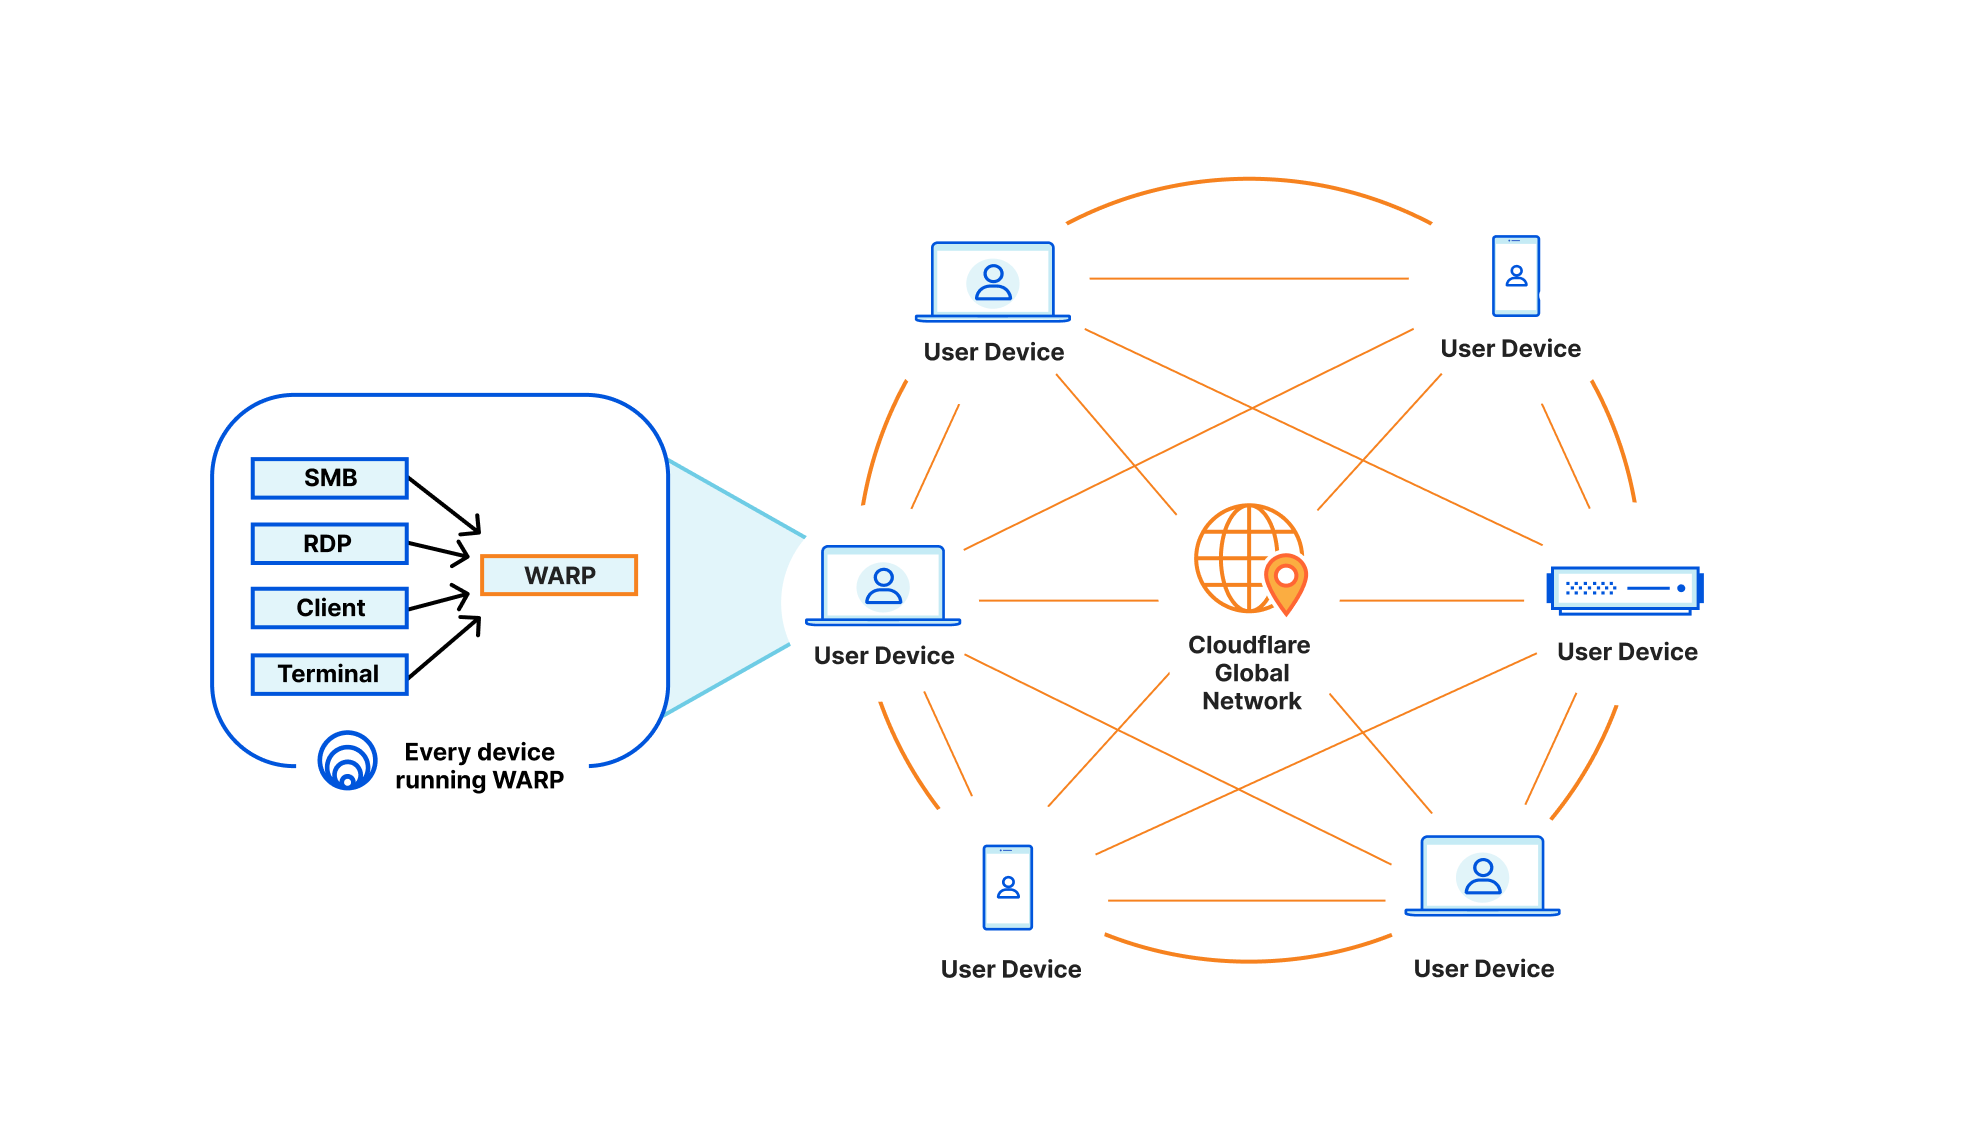 SMB
RDP
Client
Terminal
WARP
Every device
running WARP
User Device
User Device
User Device
Cloudflare
Global
Network
User Device
User Device
User Device